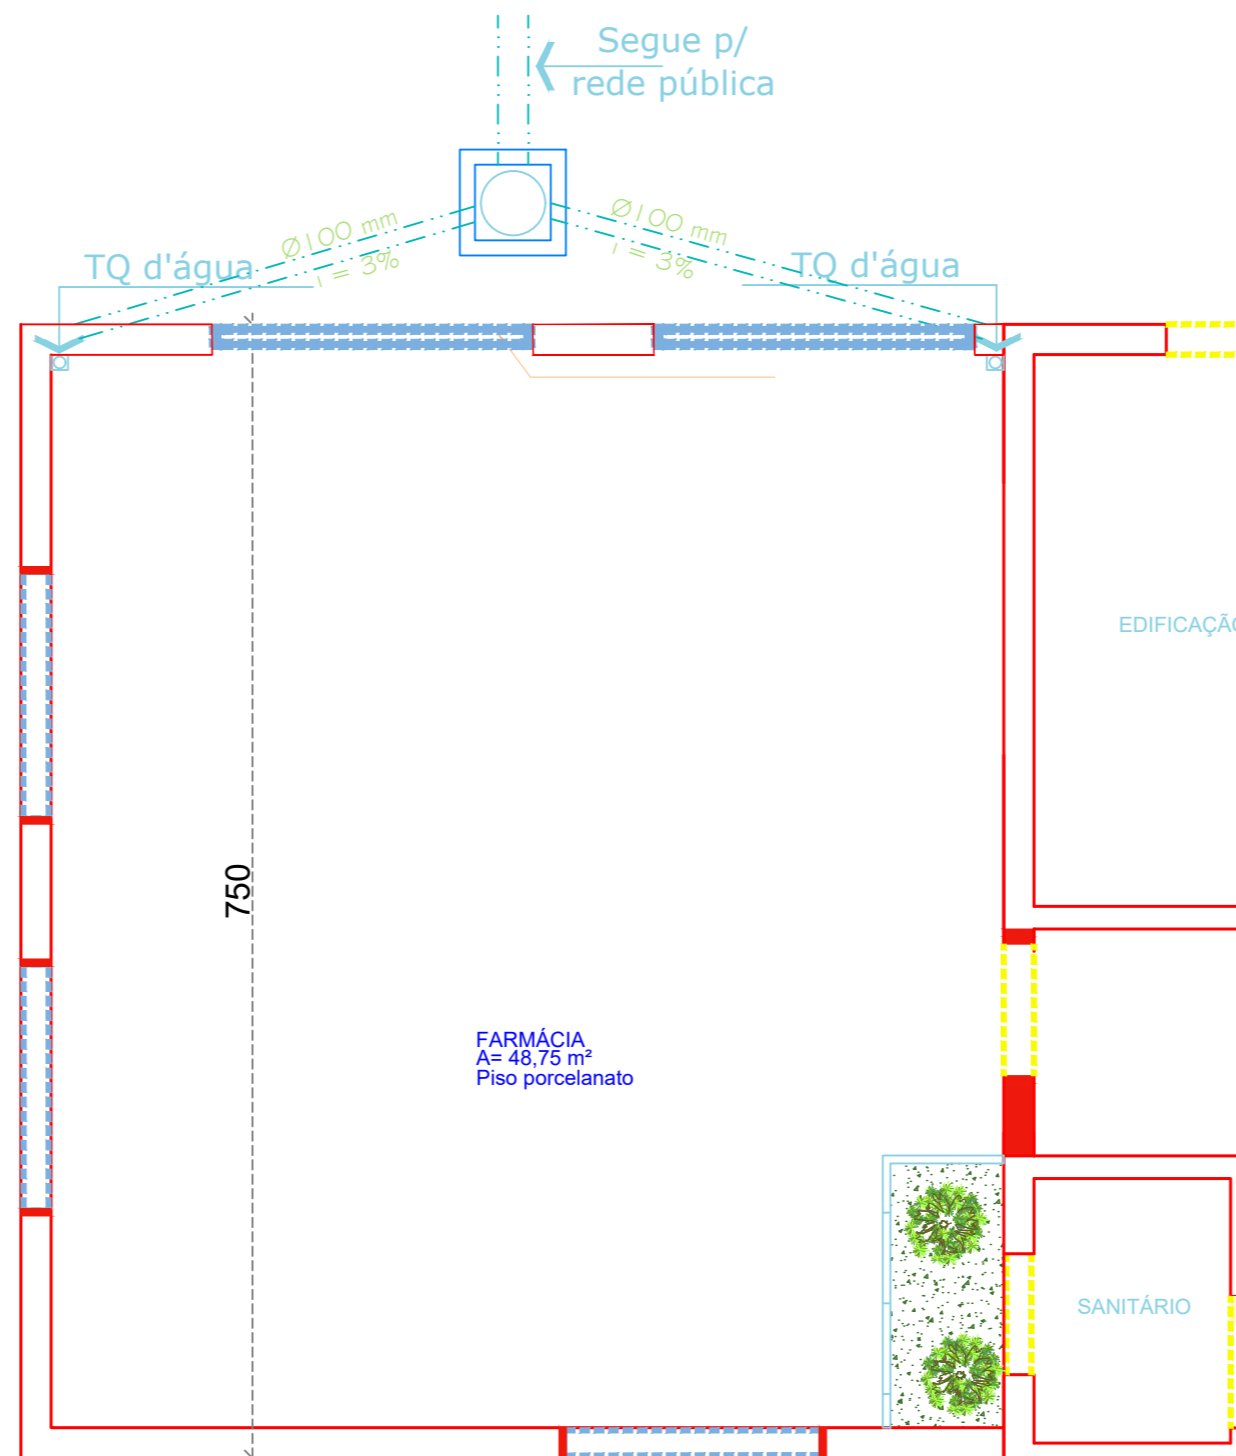 Segue p/
rede pública
Ø100 mm
i = 3%
Ø100 mm
i = 3%
TQ d'água
TQ d'água
EDIFICAÇÃO
750
FARMÁCIA
A= 48,75 m²
Piso porcelanato
SANITÁRIO